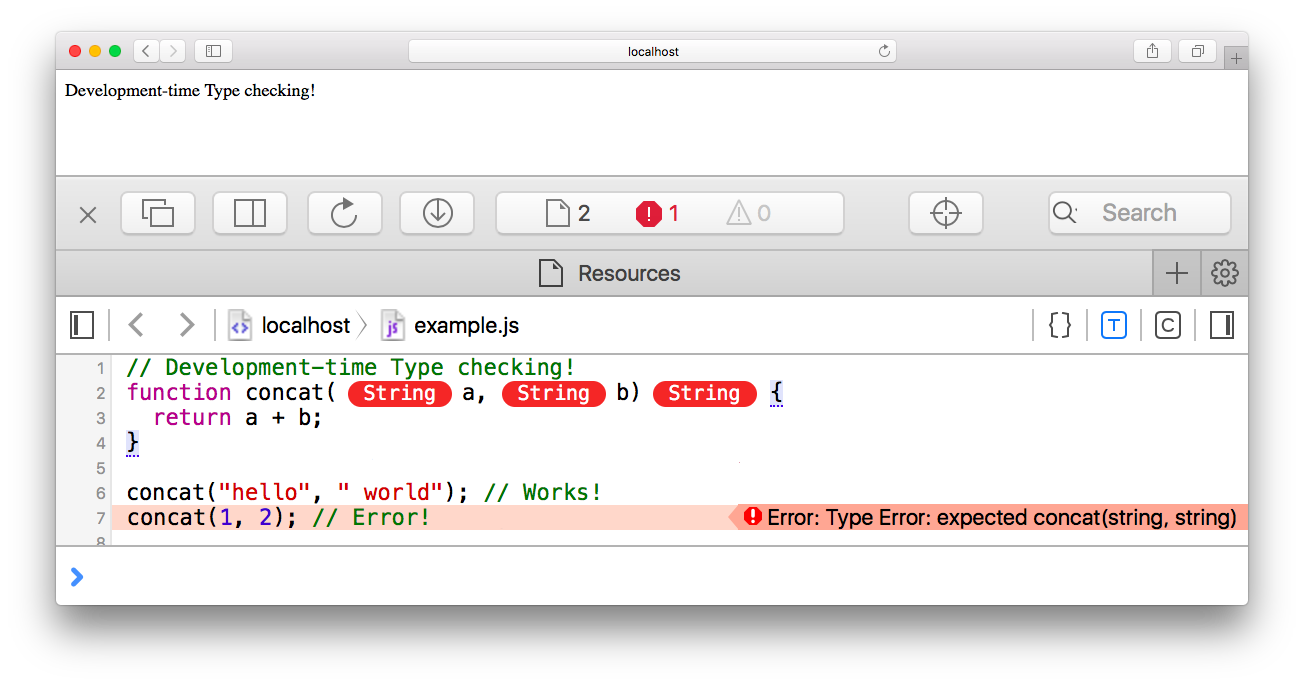 localhost
Development-time Type checking!
2 1 0 Search
Resources
localhost example.js
{} T C
1 // Development-time Type checking!
2 function concat( String a, String b) String {
3 return a + b;
4 }
5
6 concat("hello", " world"); // Works!
7 concat(1, 2); // Error! Error: Type Error: expected concat(string, string)
8